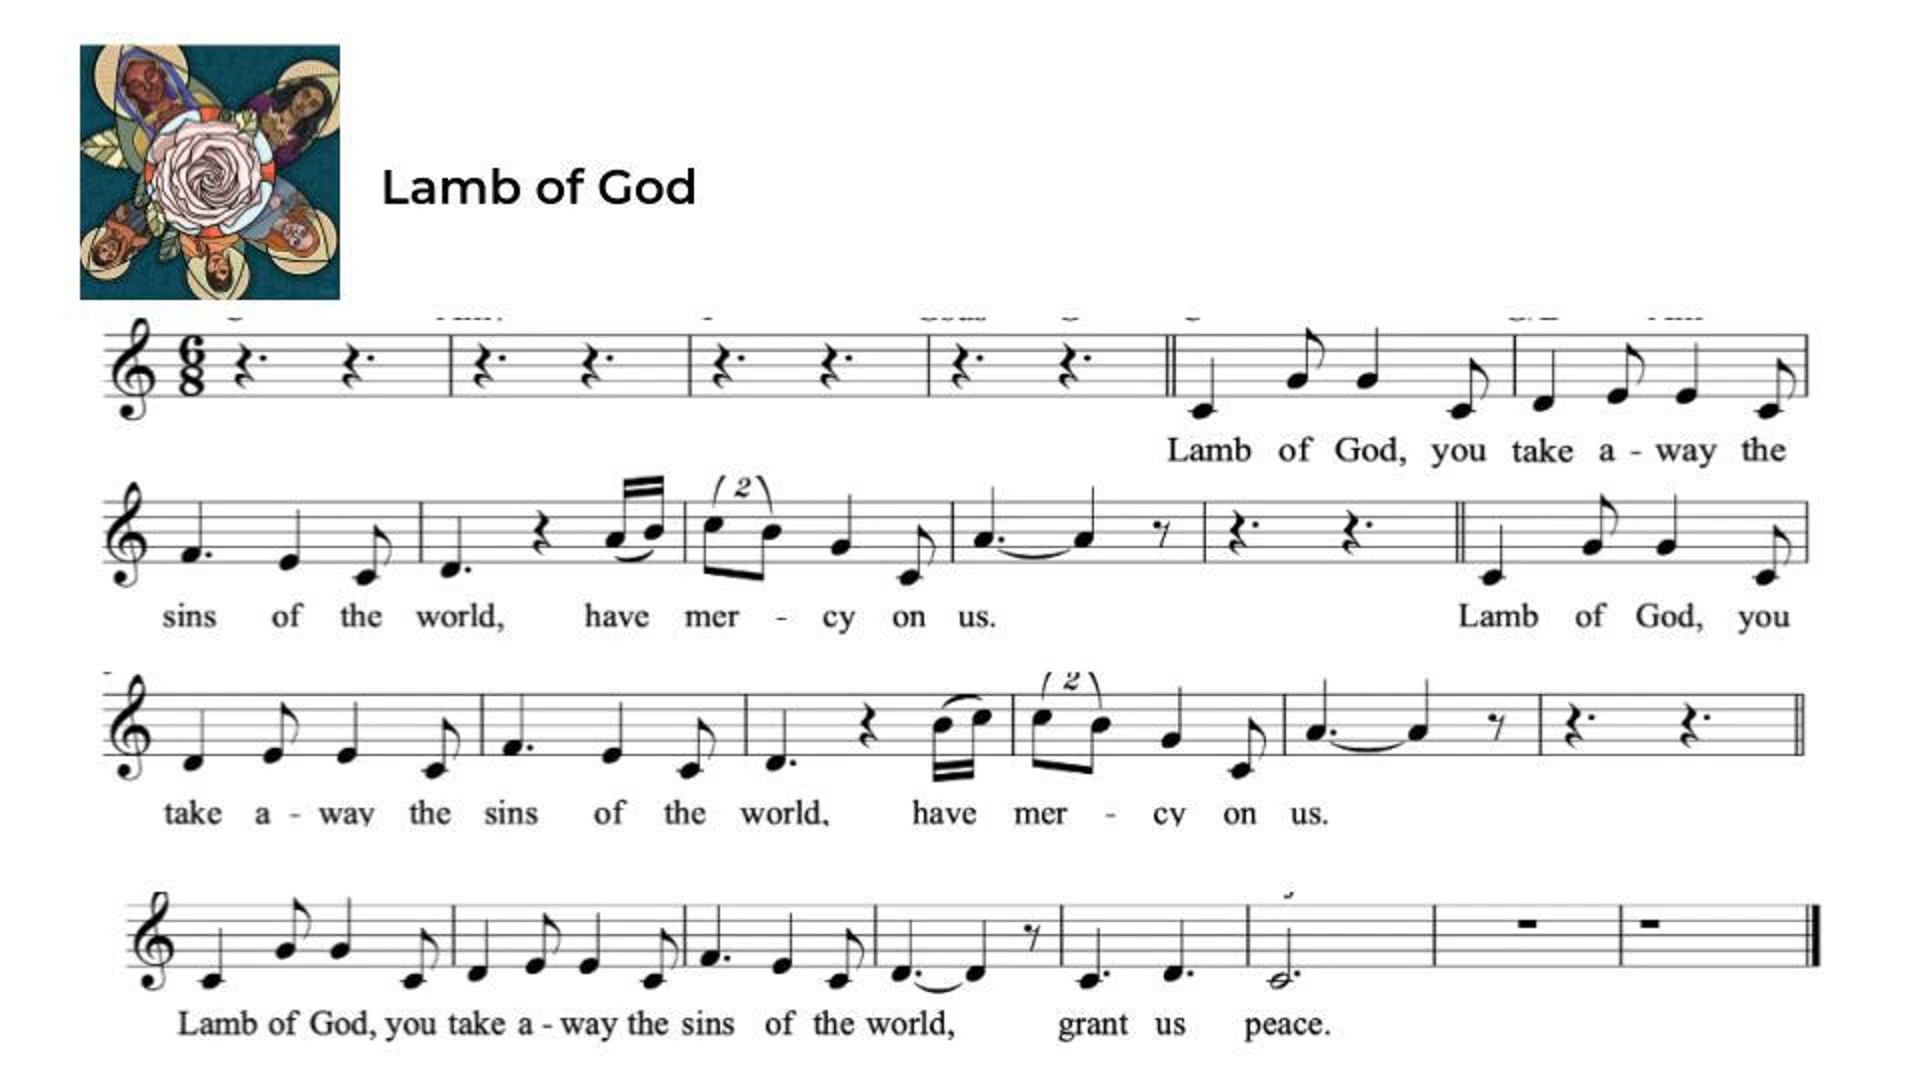 Lamb of God
6
8
Lamb of God, you take a - way the
sins of the world, have mer - cy on us. Lamb of God, you
2
take a - way the sins of the world, have mer - cy on us.
2
Lamb of God, you take a - way the sins of the world, grant us peace.